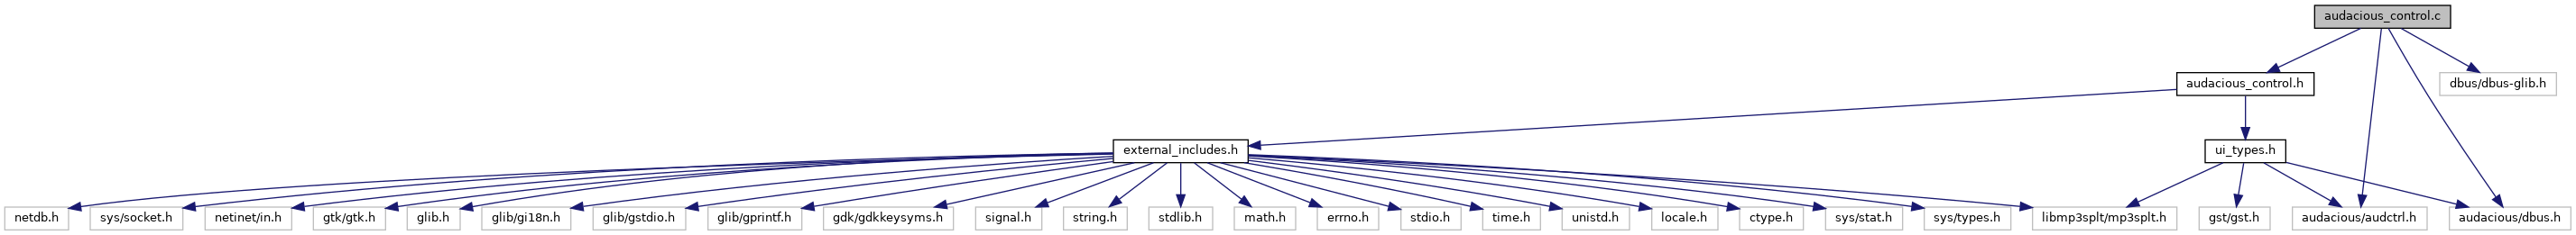 audacious_control.c
audacious_control.h
dbus/dbus-glib.h
external_includes.h
ui_types.h
netdb.h
sys/socket.h
netinet/in.h
gtk/gtk.h
glib.h
glib/gi18n.h
glib/gstdio.h
glib/gprintf.h
gdk/gdkkeysyms.h
signal.h
string.h
stdlib.h
math.h
errno.h
stdio.h
time.h
unistd.h
locale.h
ctype.h
sys/stat.h
sys/types.h
libmp3splt/mp3splt.h
gst/gst.h
audacious/audctrl.h
audacious/dbus.h